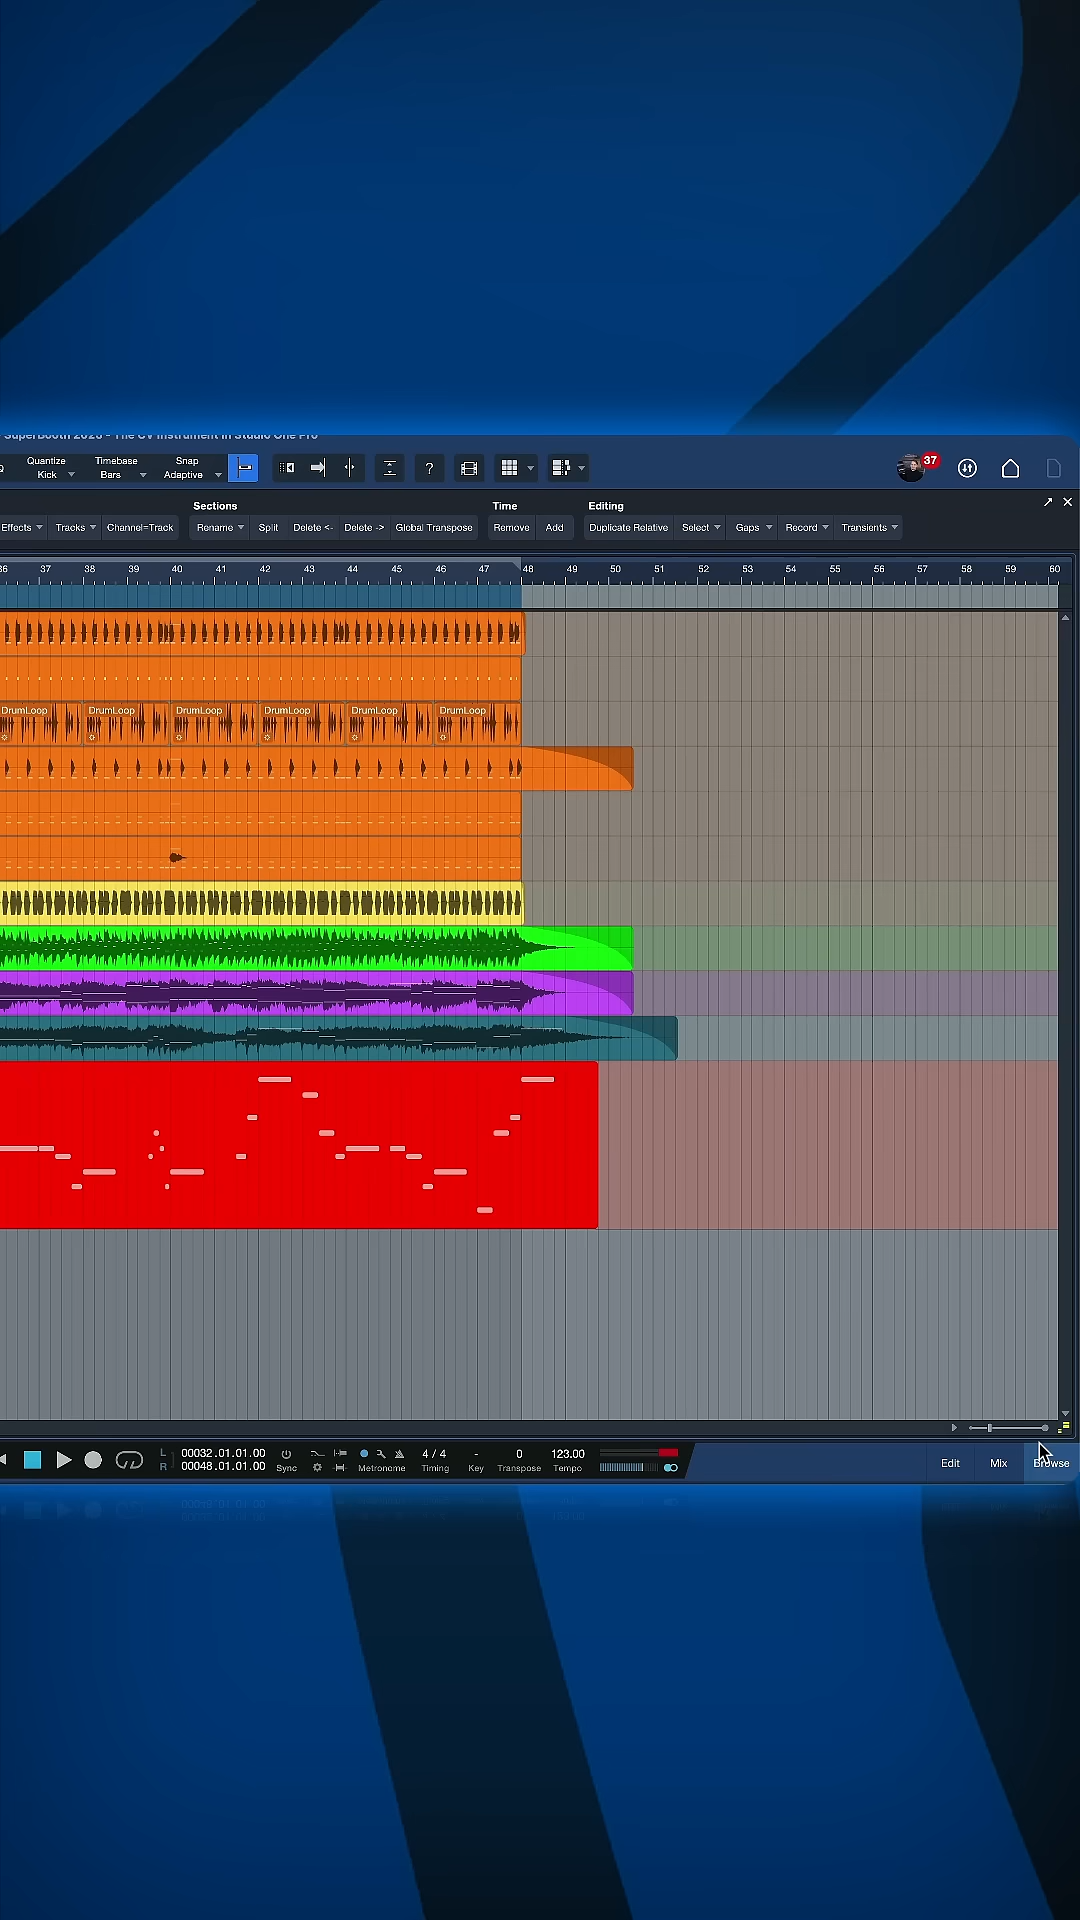 SuperBooth 2025 - The CV Instrument in Studio One Pro
Quantize Timebase Snap
Kick Bars Adaptive
?
37
Sections Time Editing
Effects Tracks Channel=Track Rename Split Delete <- Delete -> Global Transpose Remove Add Duplicate Relative Select Gaps Record Transients
36 37 38 39 40 41 42 43 44 45 46 47 48 49 50 51 52 53 54 55 56 57 58 59 60
DrumLoop DrumLoop DrumLoop DrumLoop DrumLoop DrumLoop
L 00032.01.01.00 4 / 4 - 0 123.00
R 00048.01.01.00 Sync Metronome Timing Key Transpose Tempo
Edit Mix Browse